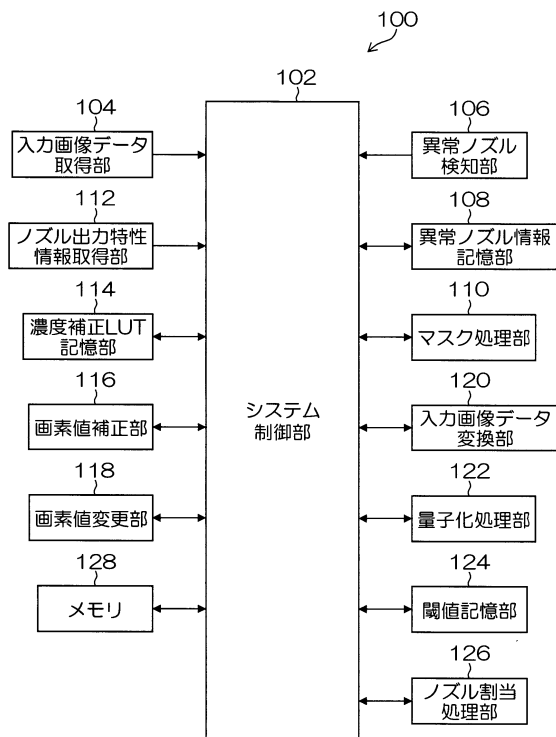 100
102
104
入力画像データ
取得部
106
異常ノズル
検知部
112
ノズル出力特性
情報取得部
108
異常ノズル情報
記憶部
114
濃度補正LUT
記憶部
110
マスク処理部
116
画素値補正部
システム
制御部
120
入力画像データ
変換部
118
画素値変更部
122
量子化処理部
128
メモリ
124
閾値記憶部
126
ノズル割当
処理部